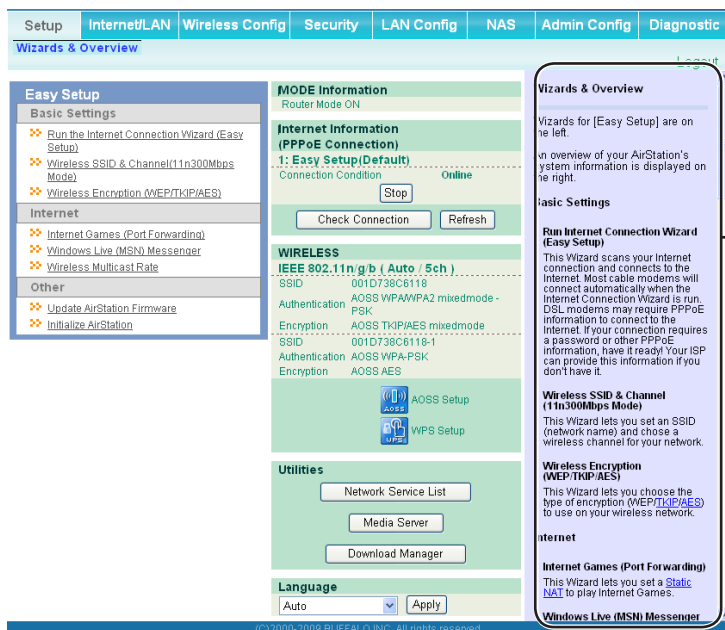 Setup Internet/LAN Wireless Config Security LAN Config NAS Admin Config Diagnostic
Wizards & Overview
Logout
Easy Setup
Basic Settings
Run the Internet Connection Wizard (Easy
Setup)
Wireless SSID & Channel(11n300Mbps
Mode)
Wireless Encryption (WEP/TKIP/AES)
Internet
Internet Games (Port Forwarding)
Windows Live (MSN) Messenger
Wireless Multicast Rate
Other
Update AirStation Firmware
Initialize AirStation
MODE Information
Router Mode ON
Internet Information
(PPPoE Connection)
1: Easy Setup(Default)
Connection Condition Online
Stop
Check Connection Refresh
WIRELESS
IEEE 802.11n/g/b ( Auto / 5ch )
SSID 001D738C6118
Authentication AOSS WPA/WPA2 mixedmode -
PSK
Encryption AOSS TKIP/AES mixedmode
SSID 001D738C6118-1
Authentication AOSS WPA-PSK
Encryption AOSS AES
AOSS AOSS Setup
WPS WPS Setup
Utilities
Network Service List
Media Server
Download Manager
Language
Auto Apply
Wizards & Overview
Wizards for [Easy Setup] are on
the left.
An overview of your AirStation's
system information is displayed on
the right.
Basic Settings
Run Internet Connection Wizard
(Easy Setup)
This Wizard scans your Internet
connection and connects to the
Internet. Most cable modems will
connect automatically when the
Internet Connection Wizard is run.
DSL modems may require PPPoE
information to connect to the
Internet. If your connection requires
a password or other PPPoE
information, have it ready! Your ISP
can provide this information if you
don't have it.
Wireless SSID & Channel
(11n300Mbps Mode)
This Wizard lets you set an SSID
(network name) and chose a
wireless channel for your network.
Wireless Encryption
(WEP/TKIP/AES)
This Wizard lets you choose the
type of encryption (WEP/TKIP/AES)
to use on your wireless network.
Internet
Internet Games (Port Forwarding)
This Wizard lets you set a Static
NAT to play Internet Games.
Windows Live (MSN) Messenger
(C)2000-2009 BUFFALO INC. All rights reserved.